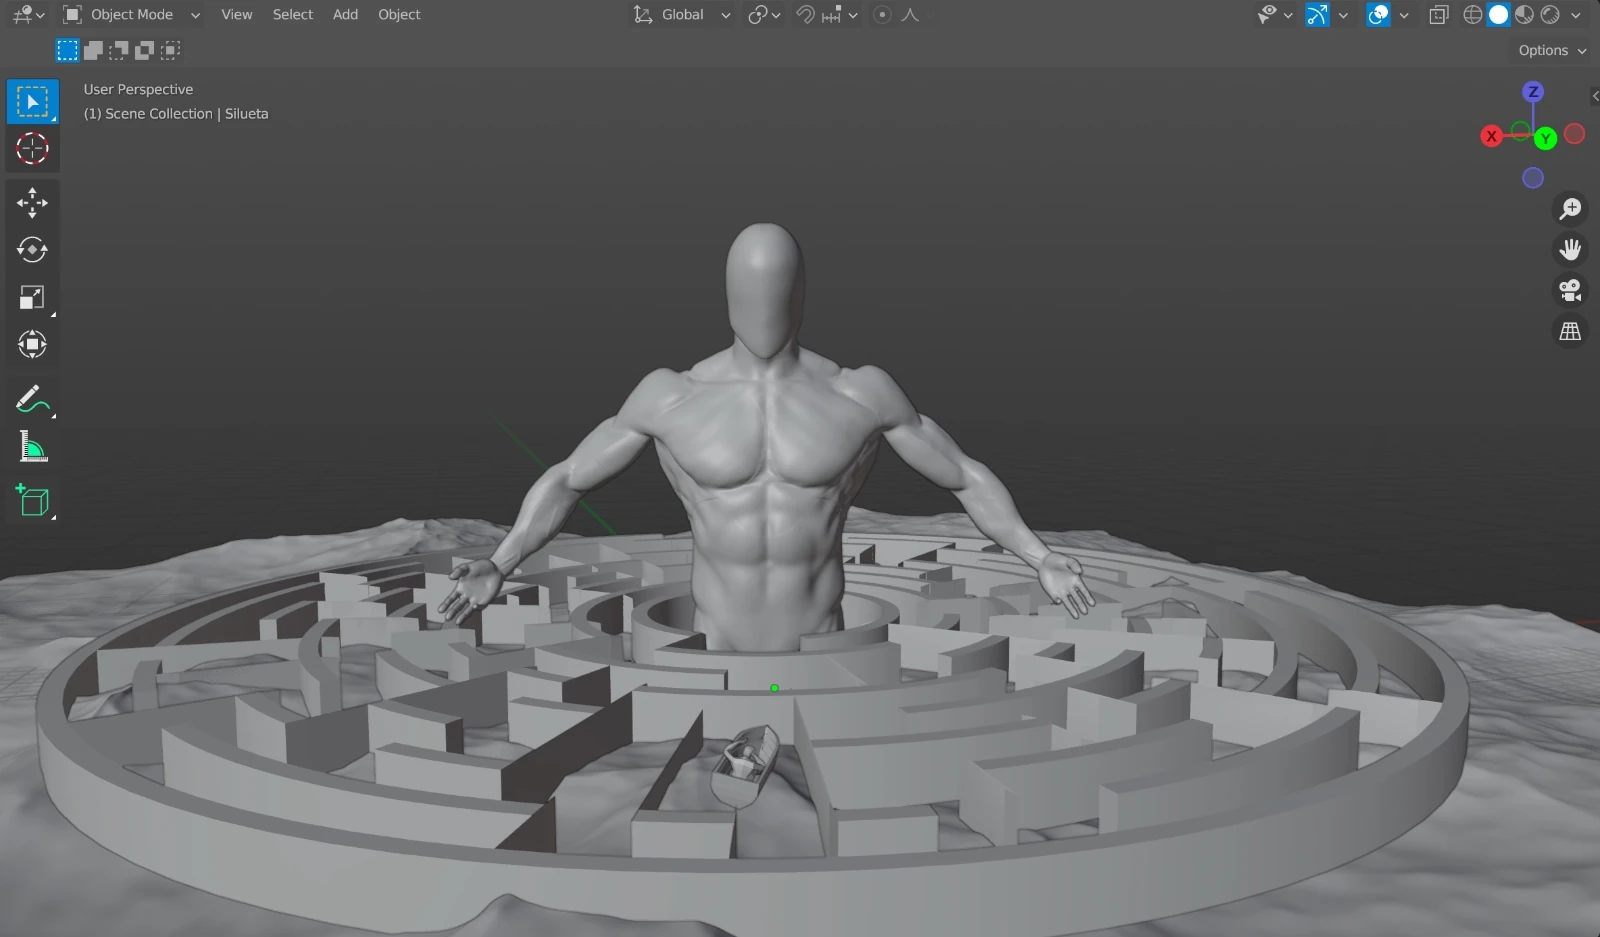 Object Mode View Select Add Object Global
Options
User Perspective
(1) Scene Collection | Silueta
Z
X
Y